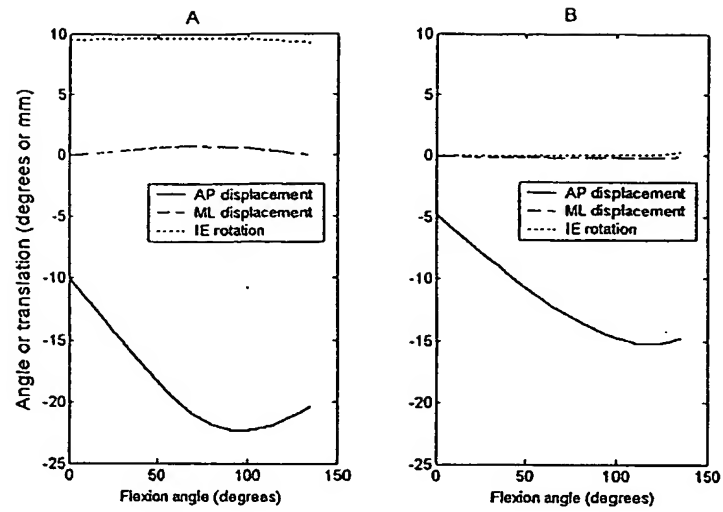 A
B
Angle or translation (degrees or mm)
10
5
0
-5
-10
-15
-20
-25
AP displacement
ML displacement
IE rotation
0
50
100
150
Flexion angle (degrees)
10
5
0
-5
-10
-15
-20
-25
AP displacement
ML displacement
IE rotation
0
50
100
150
Flexion angle (degrees)